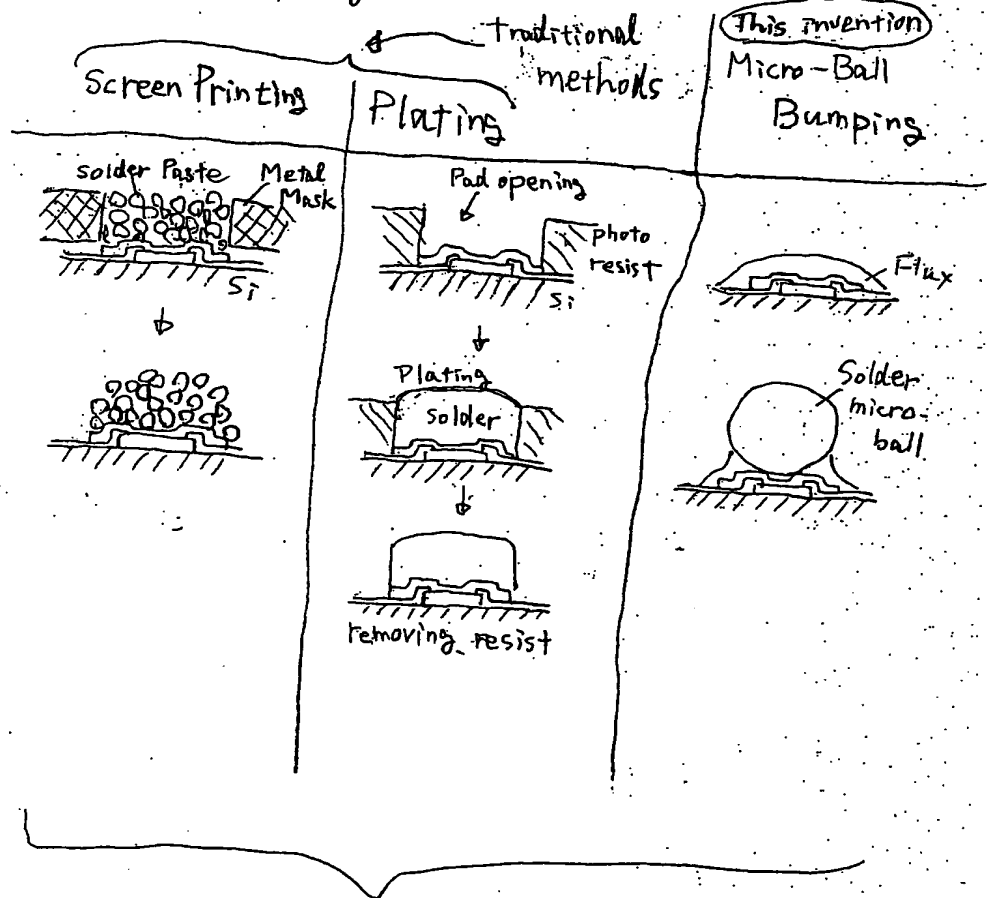 Traditional
methods
This invention
Screen Printing
Plating
Micro-Ball
Bumping
solder Paste
Metal
Mask
Si
Pad opening
photo
resist
Si
Plating
solder
removing resist
Flux
Solder
micro-
ball